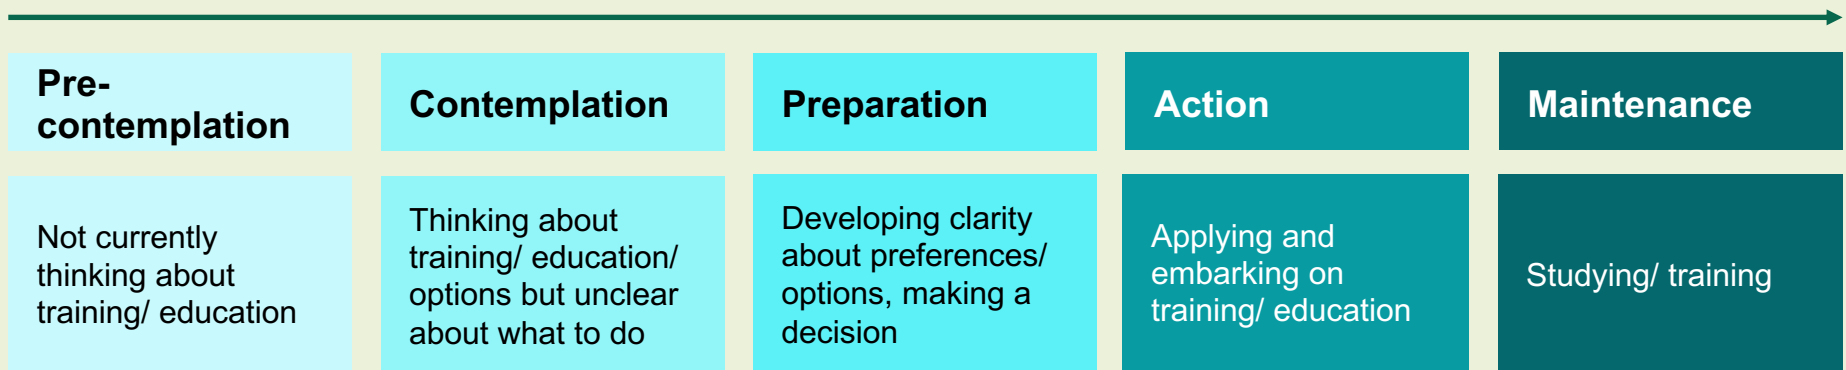 Pre-
contemplation
Contemplation
Preparation
Action
Maintenance
Not currently
thinking about
training/ education
Thinking about
training/ education/
options but unclear
about what to do
Developing clarity
about preferences/
options, making a
decision
Applying and
embarking on
training/ education
Studying/ training